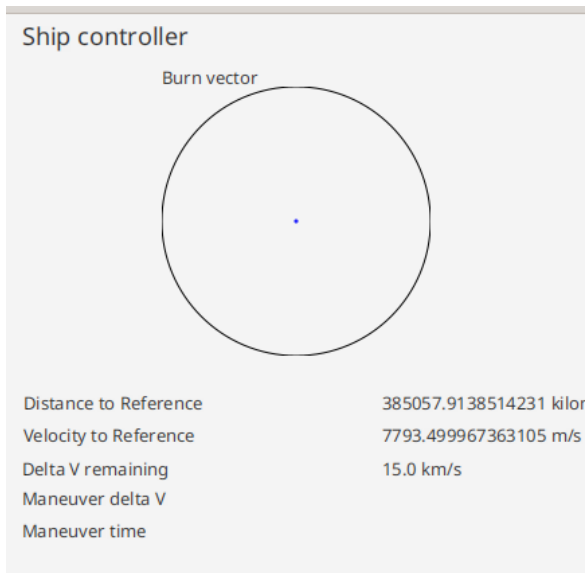 Ship controller
Burn vector
Distance to Reference 385057.9138514231 kilor
Velocity to Reference 7793.499967363105 m/s
Delta V remaining 15.0 km/s
Maneuver delta V
Maneuver time